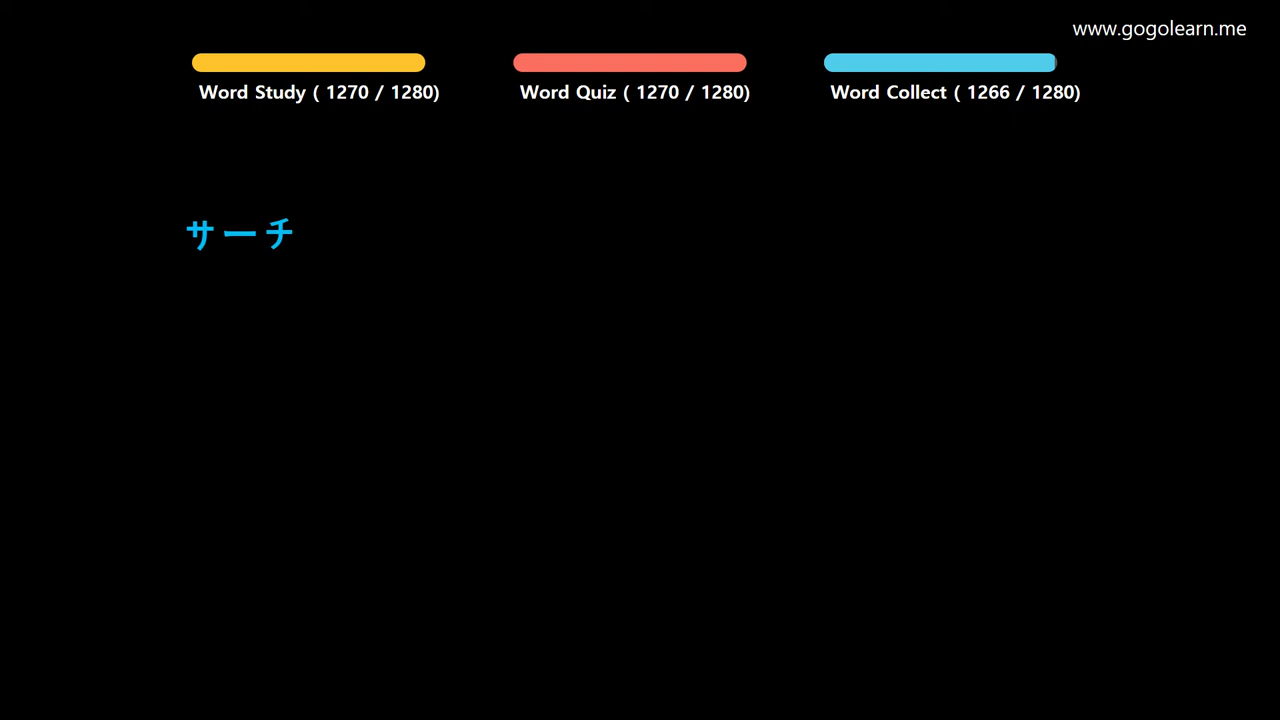 www.gogolearn.me
Word Study ( 1270 / 1280)
Word Quiz ( 1270 / 1280)
Word Collect ( 1266 / 1280)
サーチ